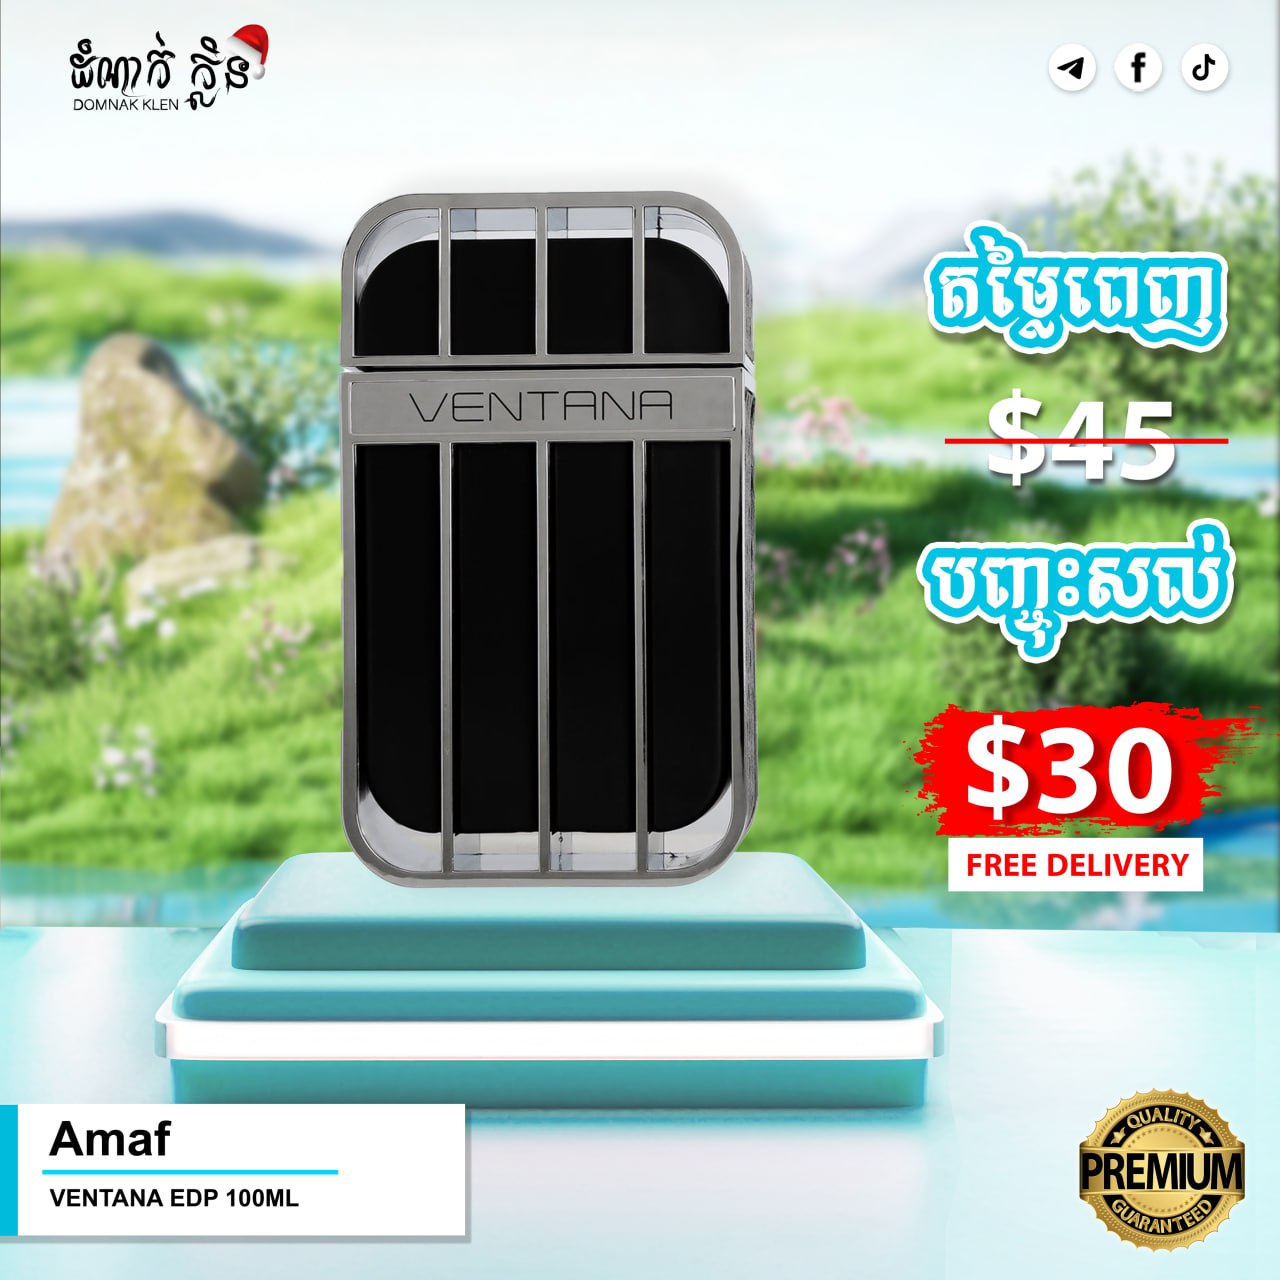 ដំណាក់ ក្លិន
DOMNAK KLEN
តម្លៃពេញ
$45
បញ្ចុះសល់
$30
FREE DELIVERY
VENTANA
Amaf
VENTANA EDP 100ML
QUALITY
PREMIUM
GUARANTEED